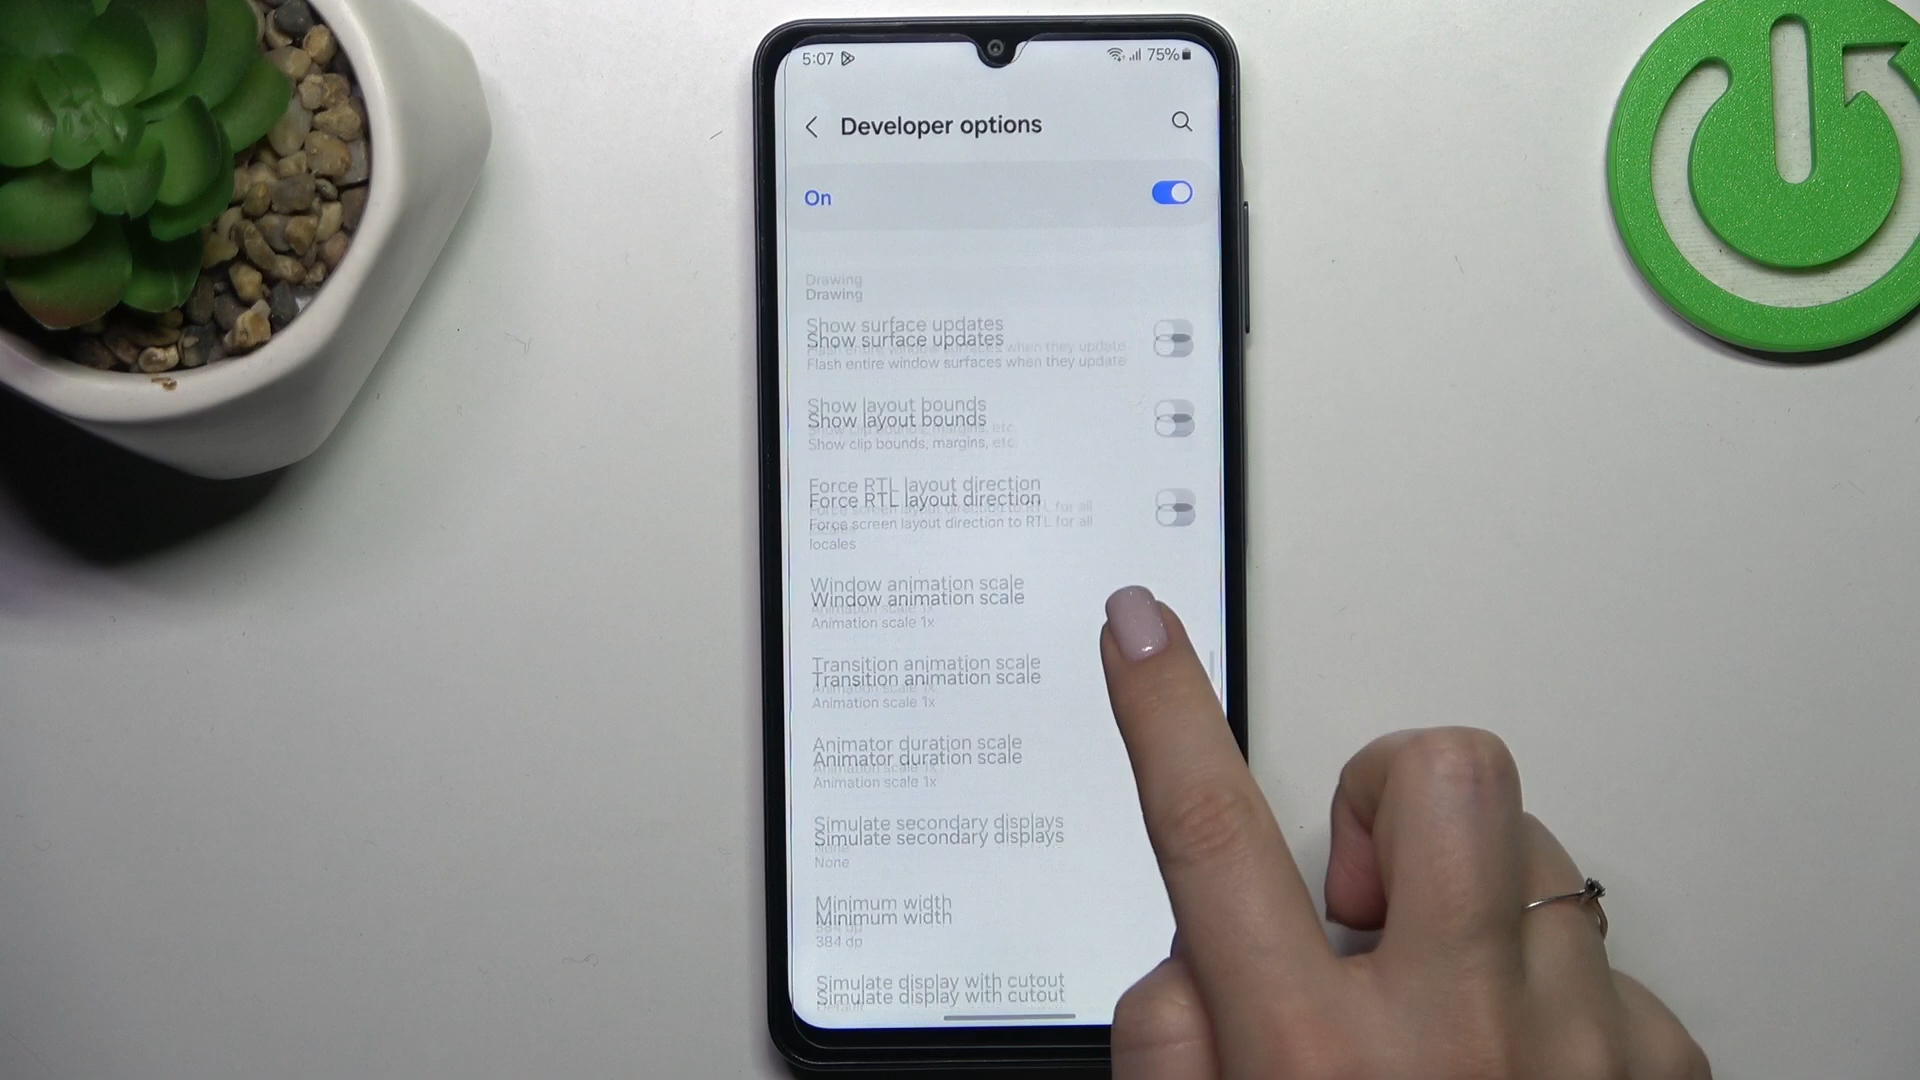 5:07 75%
Developer options
On
Drawing
Show surface updates
Flash entire window surfaces when they update
Show layout bounds
Show clip bounds, margins, etc.
Force RTL layout direction
Force screen layout direction to RTL for all
locales
Window animation scale
Animation scale 1x
Transition animation scale
Animation scale 1x
Animator duration scale
Animation scale 1x
Simulate secondary displays
None
Minimum width
384 dp
Simulate display with cutout
Default